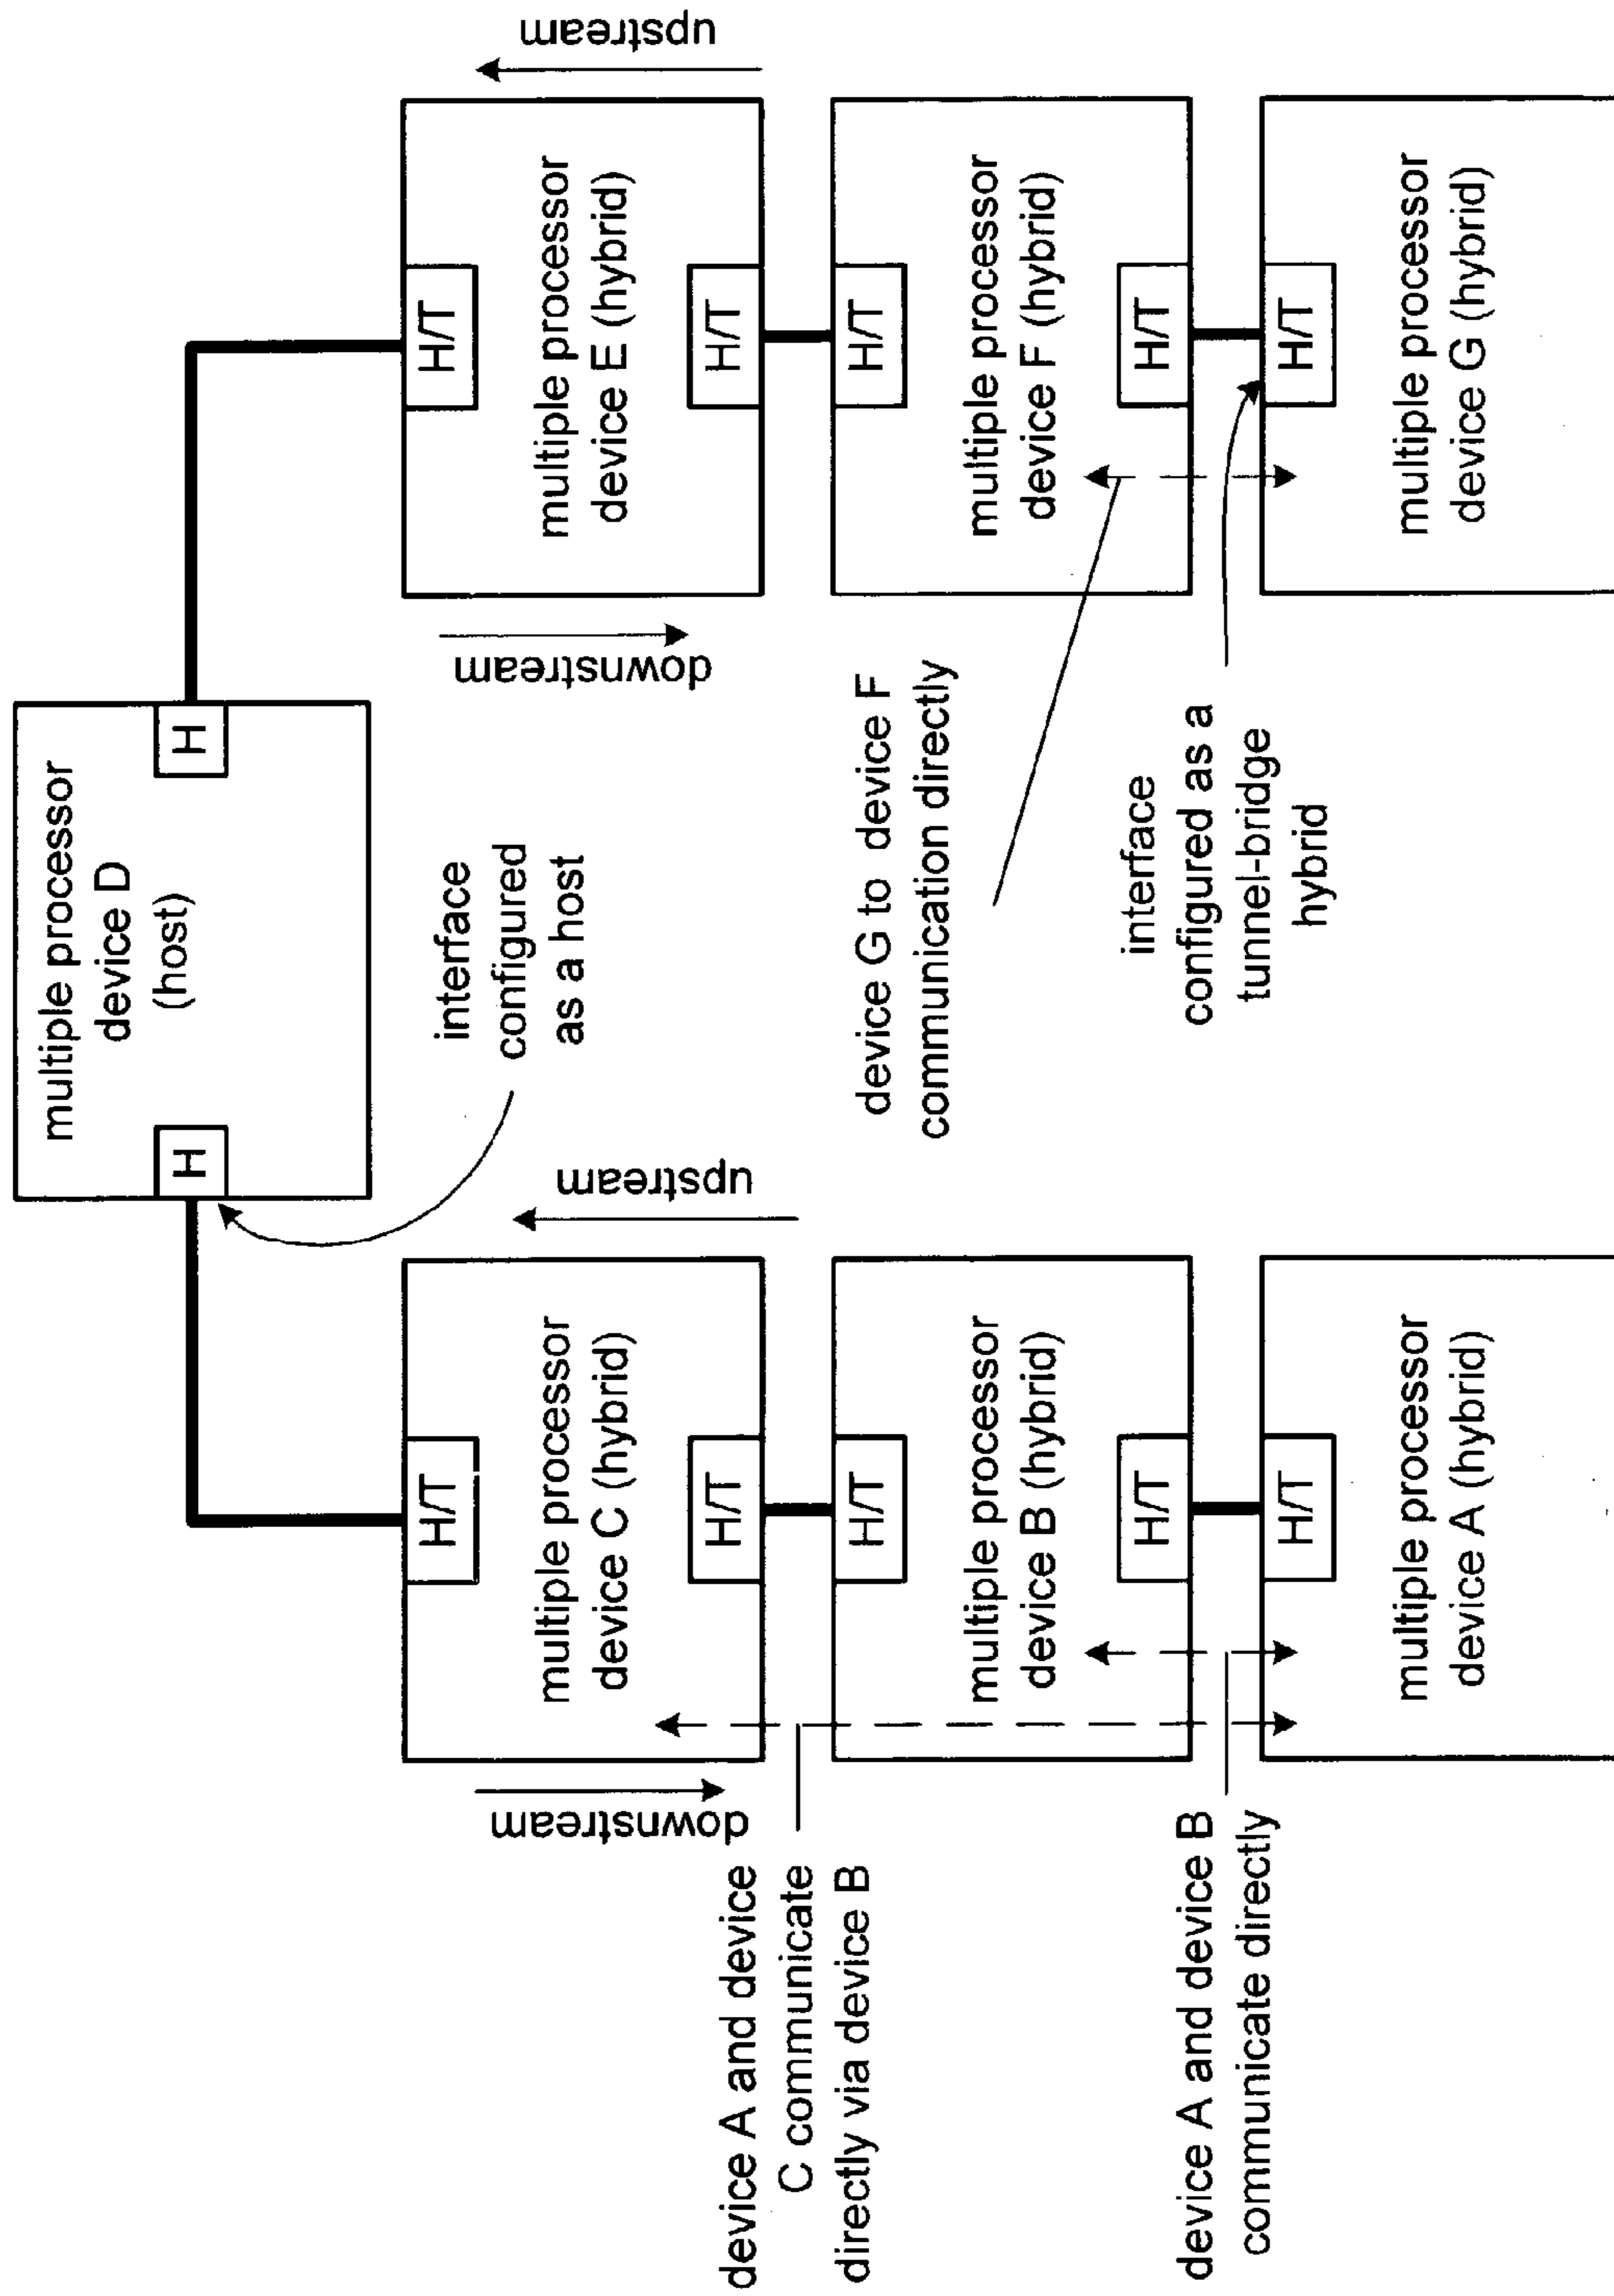 multiple processor
device D
(host)
H
H
interface
configured
as a host
upstream
downstream
H/T
multiple processor
device C (hybrid)
H/T
H/T
multiple processor
device B (hybrid)
H/T
H/T
multiple processor
device A (hybrid)
device A and device
C communicate
directly via device B
device A and device B
communicate directly
upstream
downstream
H/T
multiple processor
device E (hybrid)
H/T
H/T
multiple processor
device F (hybrid)
H/T
H/T
multiple processor
device G (hybrid)
device G to device F
communication directly
interface
configured as a
tunnel-bridge
hybrid